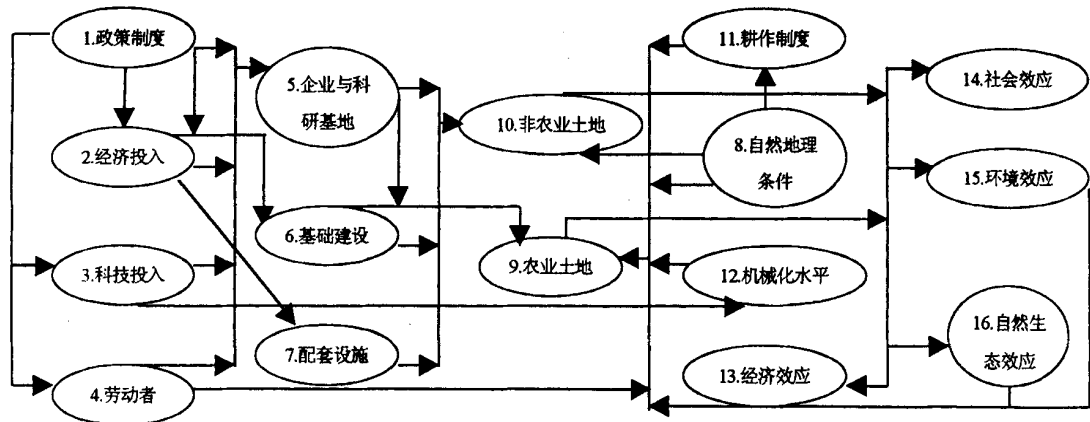 1.政策制度
2.经济投入
3.科技投入
4.劳动者
5.企业与科
研基地
6.基础建设
7.配套设施
10.非农业土地
9.农业土地
11.耕作制度
8.自然地理
条件
12.机械化水平
13.经济效应
14.社会效应
15.环境效应
16.自然生
态效应